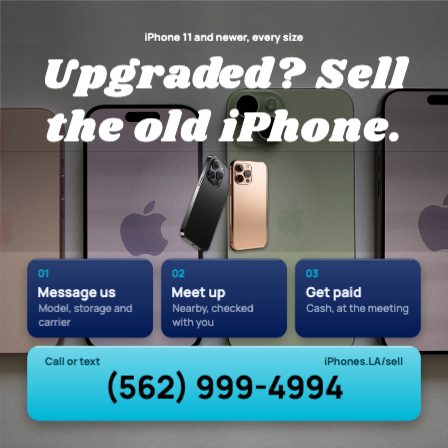 iPhone 11 and newer, every size
Upgraded? Sell
the old iPhone.
01
Message us
Model, storage and
carrier
02
Meet up
Nearby, checked
with you
03
Get paid
Cash, at the meeting
Call or text
iPhones.LA/sell
(562) 999-4994